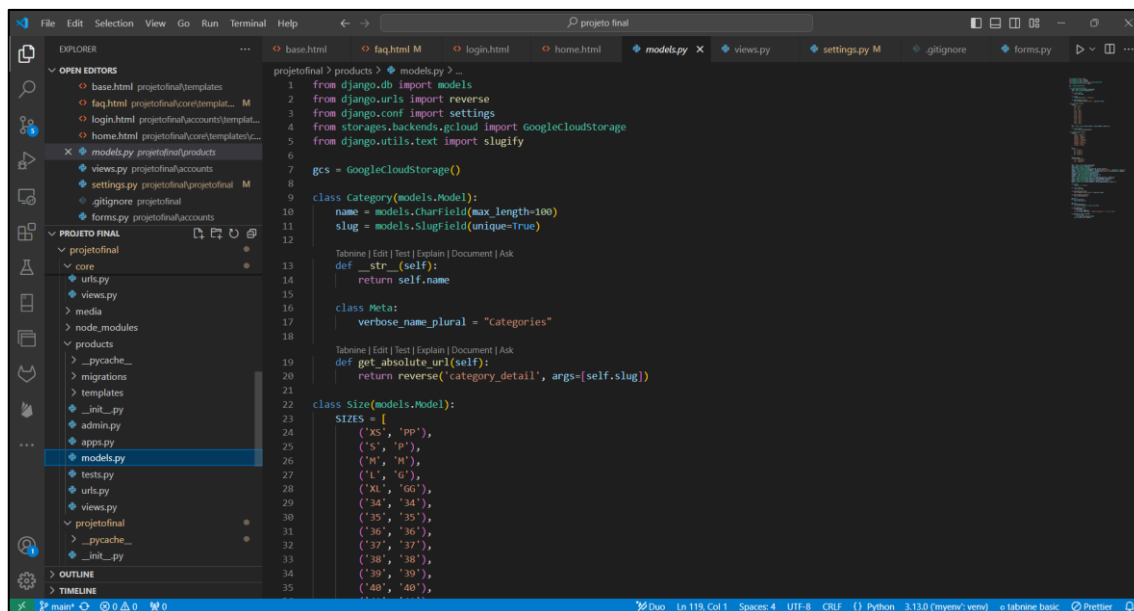 File Edit Selection View Go Run Terminal Help
projeto final
EXPLORER
base.html
faq.html M
login.html
home.html
models.py
views.py
settings.py M
.gitignore
forms.py
OPEN EDITORS
base.html projetofinal\templates
faq.html projetofinal\core\templat... M
login.html projetofinal\accounts\templat...
home.html projetofinal\core\templates\c...
models.py projetofinal\products
views.py projetofinal\accounts
settings.py projetofinal\projetofinal M
.gitignore projetofinal
forms.py projetofinal\accounts
PROJETO FINAL
projetofinal
core
urls.py
views.py
media
node_modules
products
__pycache__
migrations
templates
__init__.py
admin.py
apps.py
models.py
tests.py
urls.py
views.py
projetofinal
__pycache__
__init__.py
OUTLINE
TIMELINE
5
1
projetofinal > products > models.py > ...
1 from django.db import models
2 from django.urls import reverse
3 from django.conf import settings
4 from storages.backends.gcloud import GoogleCloudStorage
5 from django.utils.text import slugify
6
7 gcs = GoogleCloudStorage()
8
9 class Category(models.Model):
10 name = models.CharField(max_length=100)
11 slug = models.SlugField(unique=True)
12
Tabnine | Edit | Test | Explain | Document | Ask
13 def __str__(self):
14 return self.name
15
16 class Meta:
17 verbose_name_plural = "Categories"
18
Tabnine | Edit | Test | Explain | Document | Ask
19 def get_absolute_url(self):
20 return reverse('category_detail', args=[self.slug])
21
22 class Size(models.Model):
23 SIZES = [
24 ('XS', 'PP'),
25 ('S', 'P'),
26 ('M', 'M'),
27 ('L', 'G'),
28 ('XL', 'GG'),
29 ('34', '34'),
30 ('35', '35'),
31 ('36', '36'),
32 ('37', '37'),
33 ('38', '38'),
34 ('39', '39'),
35 ('40', '40'),
main* 0 0 0 Duo Ln 119, Col 1 Spaces: 4 UTF-8 CRLF {} Python 3.13.0 ('myenv': venv) tabnine basic Prettier